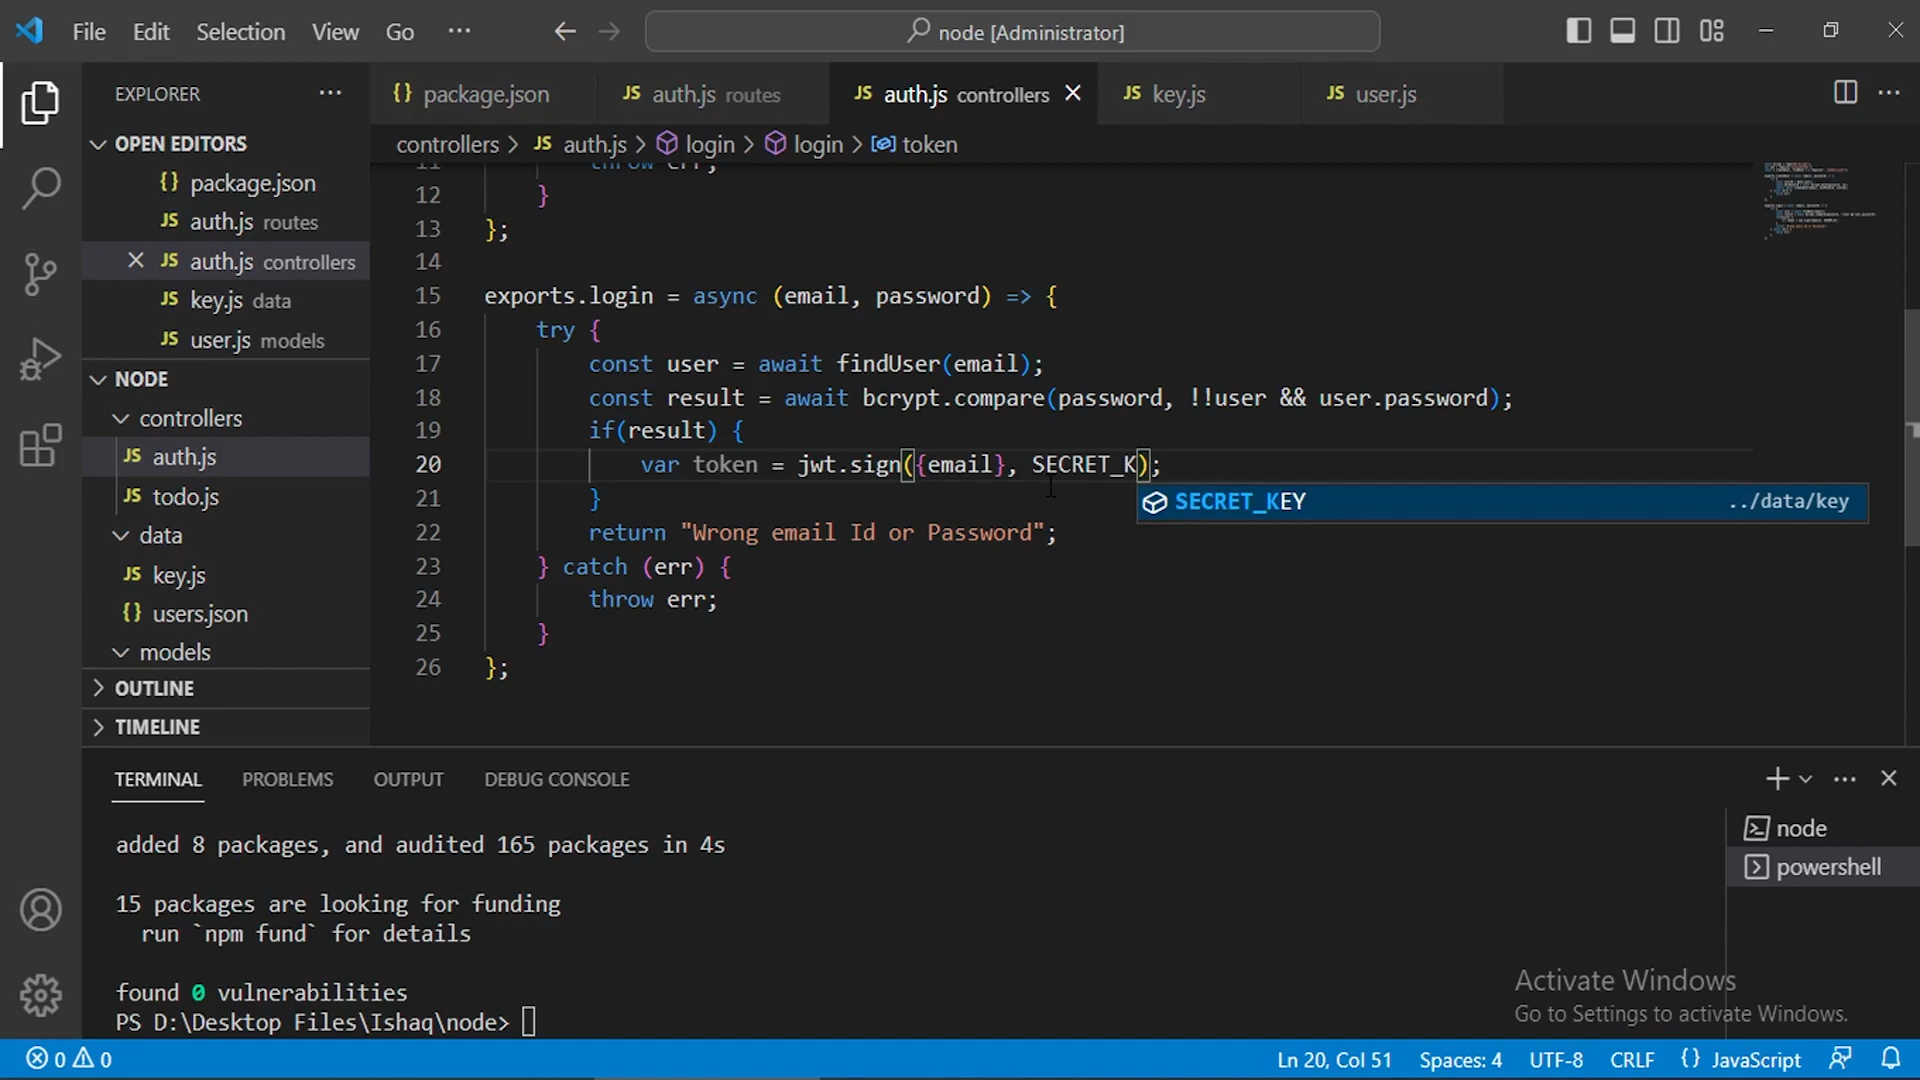 File Edit Selection View Go ··· node [Administrator]
EXPLORER ···
OPEN EDITORS
{} package.json
JS auth.js routes
JS auth.js controllers
JS key.js data
JS user.js models
NODE
controllers
JS auth.js
JS todo.js
data
JS key.js
{} users.json
models
OUTLINE
TIMELINE
{} package.json JS auth.js routes JS auth.js controllers JS key.js JS user.js
controllers > JS auth.js > login > login > token
11 throw err;
12 }
13 };
14
15 exports.login = async (email, password) => {
16 try {
17 const user = await findUser(email);
18 const result = await bcrypt.compare(password, !!user && user.password);
19 if(result) {
20 var token = jwt.sign({email}, SECRET_K);
SECRET_KEY ../data/key
21 }
22 return "Wrong email Id or Password";
23 } catch (err) {
24 throw err;
25 }
26 };
TERMINAL PROBLEMS OUTPUT DEBUG CONSOLE
added 8 packages, and audited 165 packages in 4s
15 packages are looking for funding
run `npm fund` for details
found 0 vulnerabilities
PS D:\Desktop Files\Ishaq\node>
node
powershell
Activate Windows
Go to Settings to activate Windows.
0 0 Ln 20, Col 51 Spaces: 4 UTF-8 CRLF {} JavaScript